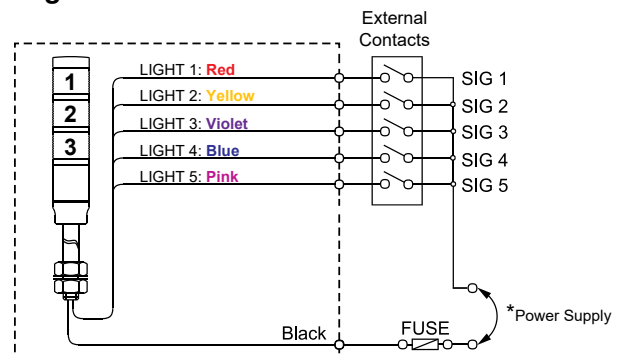 External
Contacts
1
2
3
LIGHT 1: Red
LIGHT 2: Yellow
LIGHT 3: Violet
LIGHT 4: Blue
LIGHT 5: Pink
SIG 1
SIG 2
SIG 3
SIG 4
SIG 5
*Power Supply
Black
FUSE